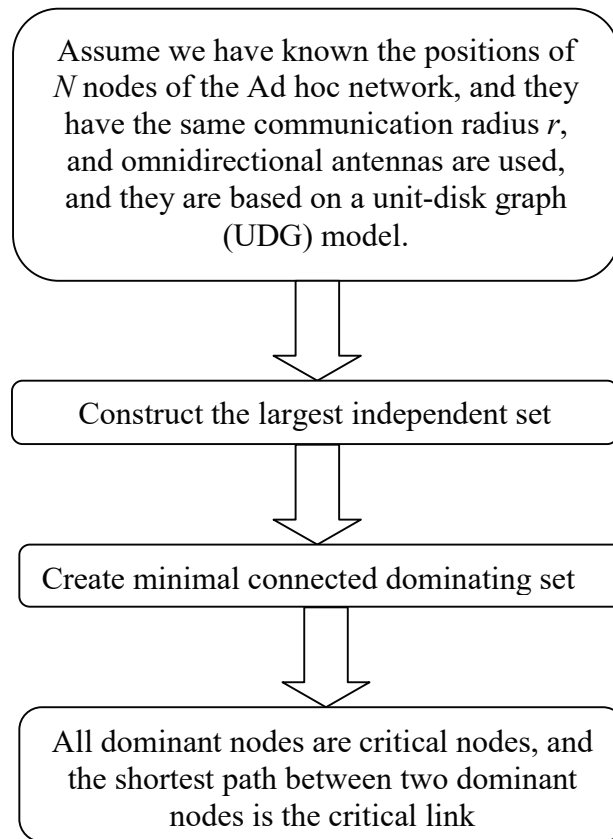 Assume we have known the positions of
N nodes of the Ad hoc network, and they
have the same communication radius r,
and omnidirectional antennas are used,
and they are based on a unit-disk graph
(UDG) model.
Construct the largest independent set
Create minimal connected dominating set
All dominant nodes are critical nodes, and
the shortest path between two dominant
nodes is the critical link